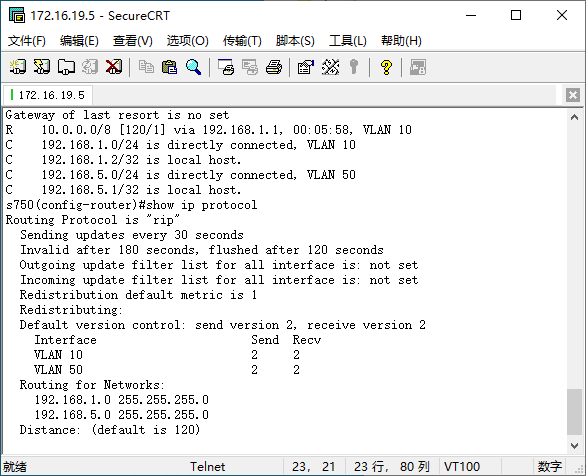 172.16.19.5 - SecureCRT
文件(F) 编辑(E) 查看(V) 选项(O) 传输(T) 脚本(S) 工具(L) 帮助(H)
172.16.19.5
Gateway of last resort is no set
R    10.0.0.0/8 [120/1] via 192.168.1.1, 00:05:58, VLAN 10
C    192.168.1.0/24 is directly connected, VLAN 10
C    192.168.1.2/32 is local host.
C    192.168.5.0/24 is directly connected, VLAN 50
C    192.168.5.1/32 is local host.
s750(config-router)#show ip protocol
Routing Protocol is "rip"
  Sending updates every 30 seconds
  Invalid after 180 seconds, flushed after 120 seconds
  Outgoing update filter list for all interface is: not set
  Incoming update filter list for all interface is: not set
  Redistribution default metric is 1
  Redistributing:
  Default version control: send version 2, receive version 2
    Interface                      Send  Recv
    VLAN 10                        2     2
    VLAN 50                        2     2
  Routing for Networks:
    192.168.1.0 255.255.255.0
    192.168.5.0 255.255.255.0
  Distance: (default is 120)
就绪 Telnet 23, 21 23 行, 80 列 VT100 数字